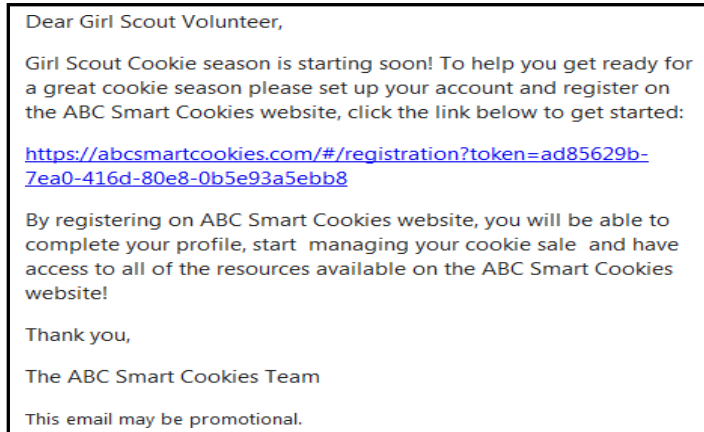 Dear Girl Scout Volunteer,
Girl Scout Cookie season is starting soon! To help you get ready for
a great cookie season please set up your account and register on
the ABC Smart Cookies website, click the link below to get started:
https://abcsmartcookies.com/#/registration?token=ad85629b-
7ea0-416d-80e8-0b5e93a5ebb8
By registering on ABC Smart Cookies website, you will be able to
complete your profile, start  managing your cookie sale  and have
access to all of the resources available on the ABC Smart Cookies
website!
Thank you,
The ABC Smart Cookies Team
This email may be promotional.